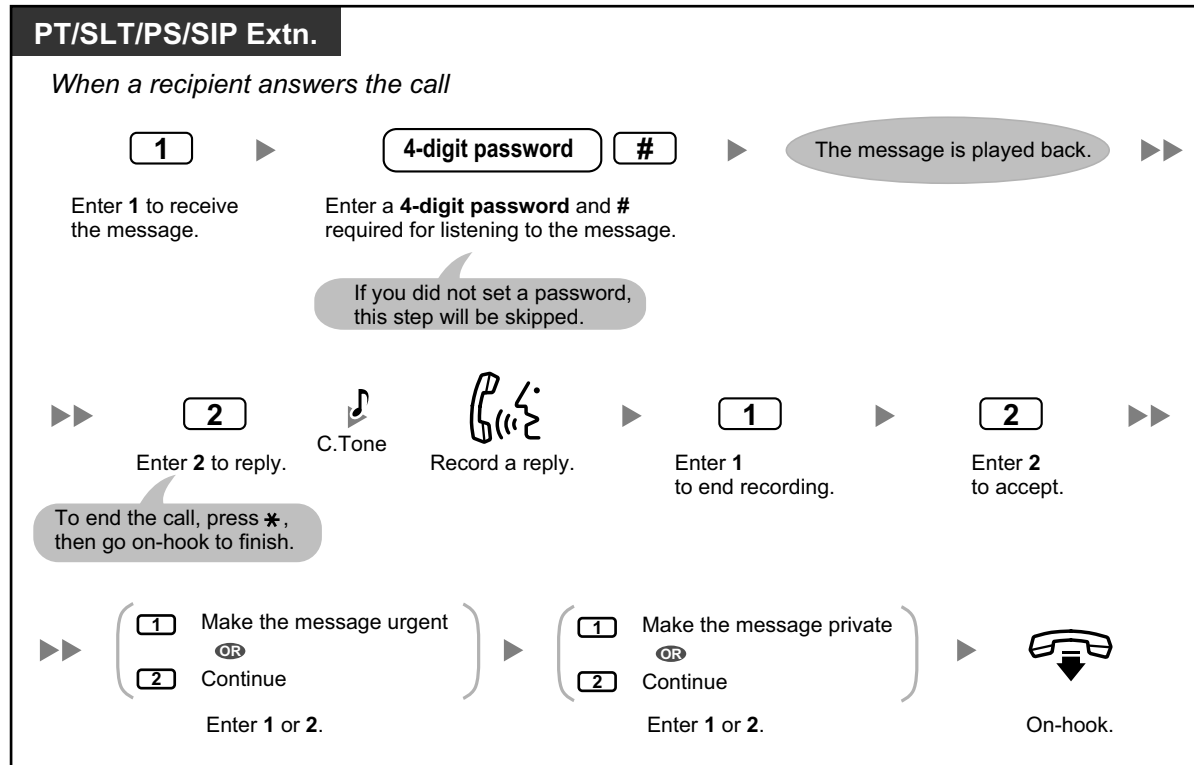 PT/SLT/PS/SIP Extn.
When a recipient answers the call
1
4-digit password #
The message is played back.
Enter 1 to receive
the message.
Enter a 4-digit password and #
required for listening to the message.
If you did not set a password,
this step will be skipped.
2
C.Tone
1
2
Enter 2 to reply.
Record a reply.
Enter 1
to end recording.
Enter 2
to accept.
To end the call, press *,
then go on-hook to finish.
1 Make the message urgent
OR
2 Continue
Enter 1 or 2.
1 Make the message private
OR
2 Continue
Enter 1 or 2.
On-hook.